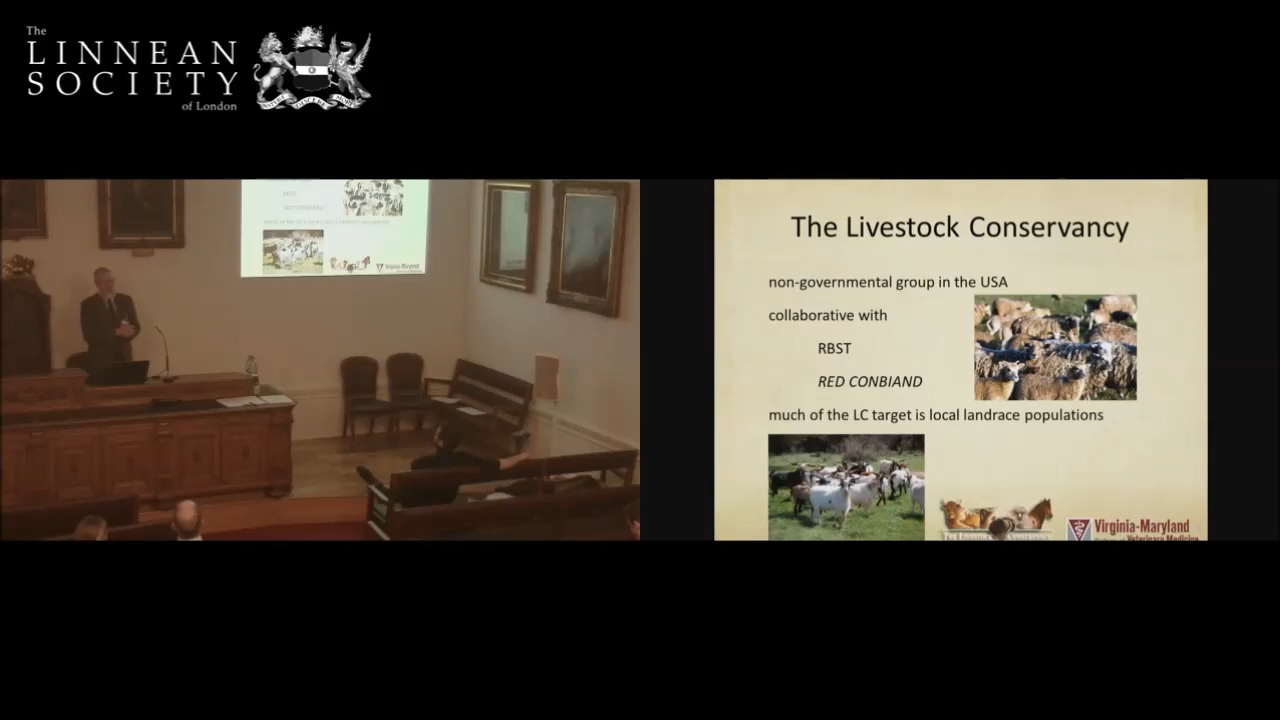 The
LINNEAN
SOCIETY
of London
The Livestock Conservancy
non-governmental group in the USA
collaborative with
RBST
RED CONBIAND
much of the LC target is local landrace populations
Virginia-Maryland
Veterinary Medicine